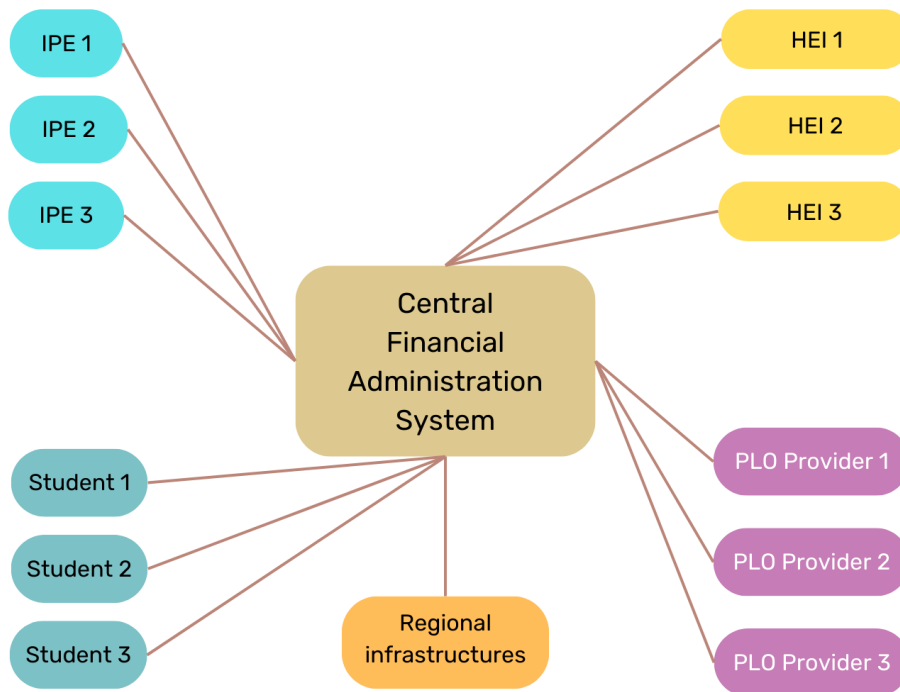 IPE 1
IPE 2
IPE 3
HEI 1
HEI 2
HEI 3
Central
Financial
Administration
System
Student 1
Student 2
Student 3
Regional
infrastructures
PLO Provider 1
PLO Provider 2
PLO Provider 3